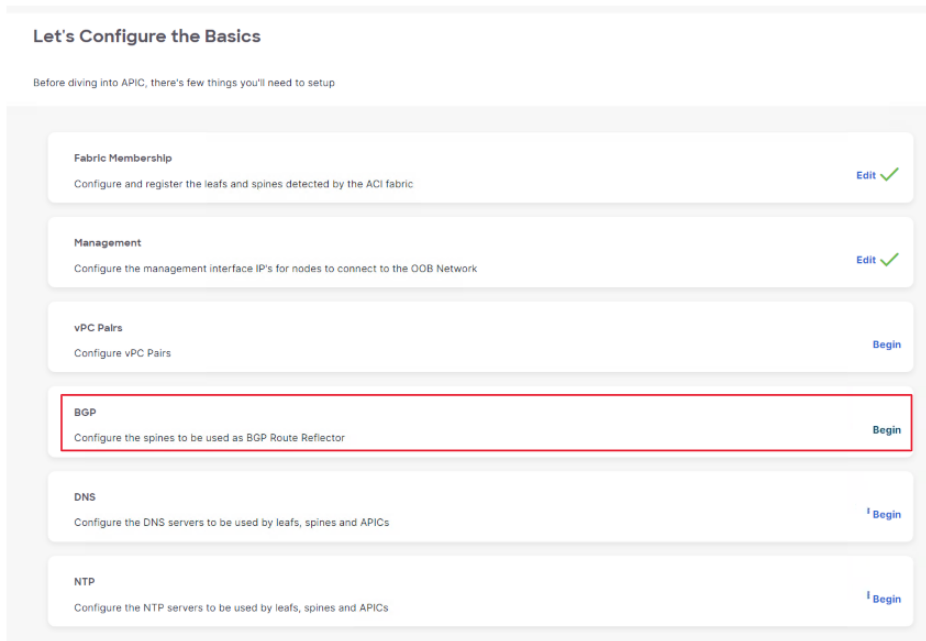 Let's Configure the Basics
Before diving into APIC, there's few things you'll need to setup
Fabric Membership
Configure and register the leafs and spines detected by the ACI fabric
Edit
Management
Configure the management interface IP's for nodes to connect to the OOB Network
Edit
vPC Pairs
Configure vPC Pairs
Begin
BGP
Configure the spines to be used as BGP Route Reflector
Begin
DNS
Configure the DNS servers to be used by leafs, spines and APICs
Begin
NTP
Configure the NTP servers to be used by leafs, spines and APICs
Begin